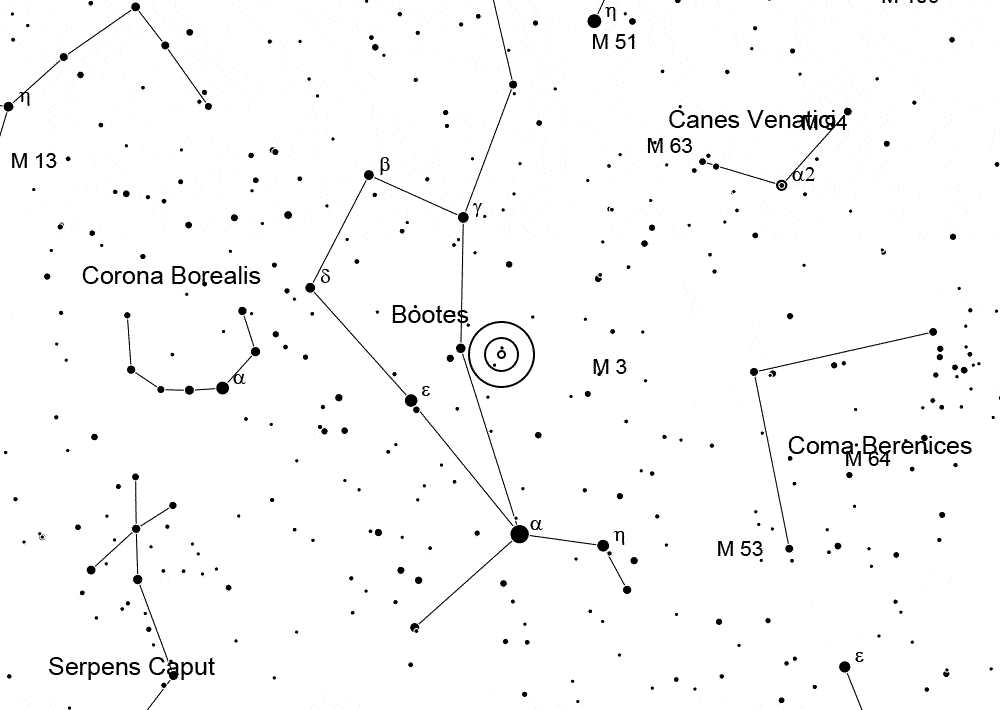 η
M 51
η
Canes Venatici
M 94
M 63
M 13
β
α2
γ
Corona Borealis
δ
Bootes
M 3
α
ε
Coma Berenices
M 64
α
η
M 53
Serpens Caput
ε